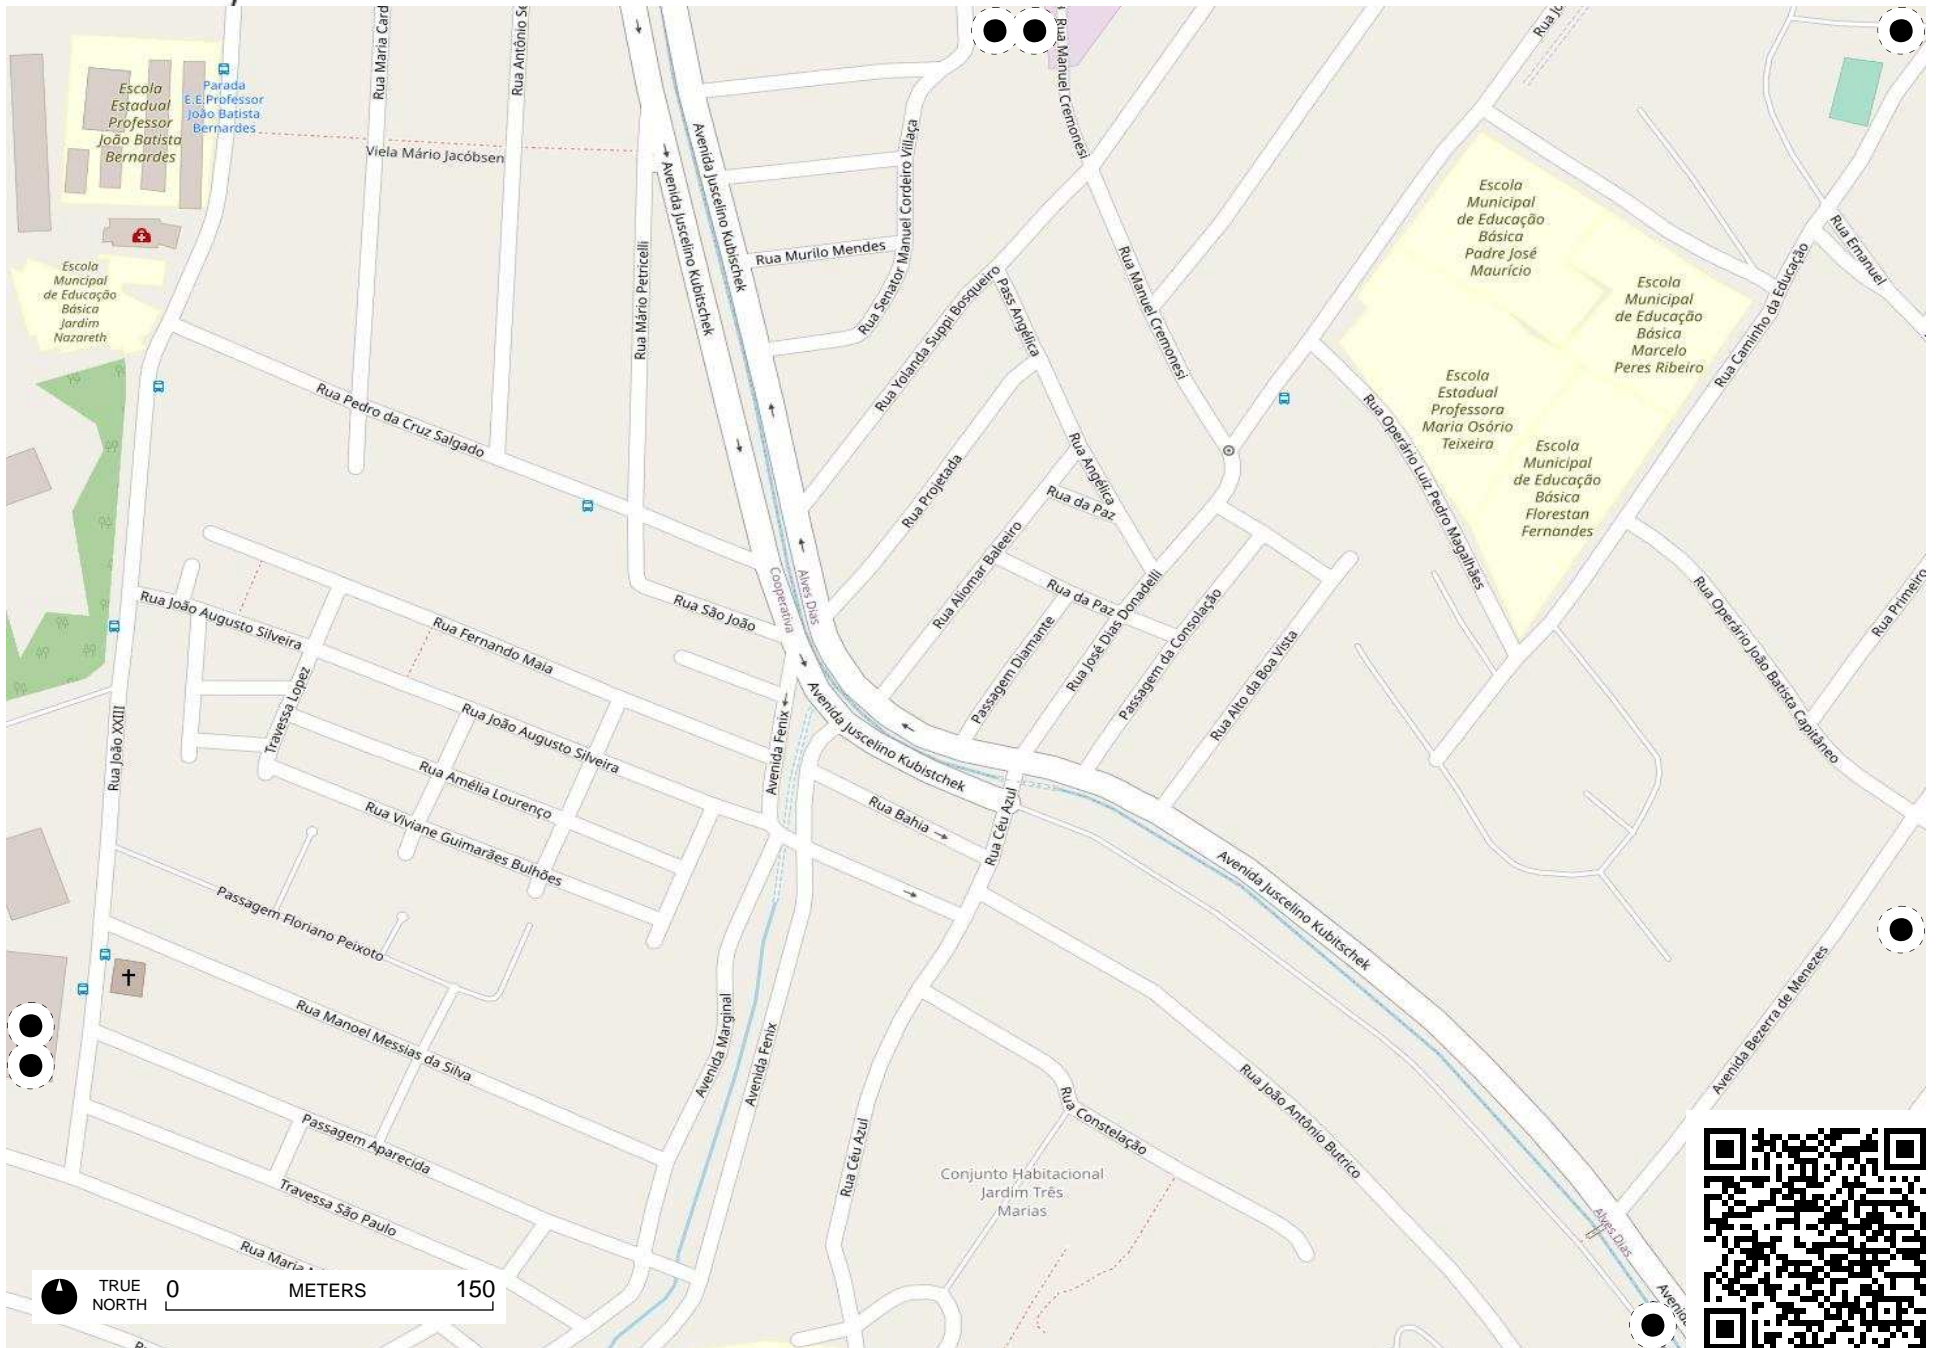 Rua Maria Card
Rua Antônio Se
Rua Manuel Cremonesi
Rua Jo
Escola
Estadual
Professor
João Batista
Bernardes
Parada
E.E.Professor
João Batista
Bernardes
Viela Mário Jacóbsen
Avenida Juscelino Kubischek
Avenida Juscelino Kubitschek
Rua Senator Manuel Cordeiro Villaça
Rua Murilo Mendes
Rua Mário Petricelli
Escola
Muncipal
de Educação
Básica
Jardim
Nazareth
Escola
Municipal
de Educação
Básica
Padre José
Maurício
Escola
Municipal
de Educação
Básica
Marcelo
Peres Ribeiro
Rua Caminho da Educação
Rua Emanuel
Rua Manuel Cremonesi
Pass Angélica
Rua Yolanda Suppi Bosqueiro
Rua Pedro da Cruz Salgado
Escola
Estadual
Professora
Maria Osório
Teixeira
Escola
Municipal
de Educação
Básica
Florestan
Fernandes
Rua Operário Luiz Pedro Magalhães
Rua Angélica
Rua Projetada
Rua da Paz
Rua Aliomar Baleeiro
Rua da Paz
Rua José Dias Donadelli
Passagem Diamante
Passagem da Consolação
Rua Alto da Boa Vista
Rua Primeiro
Rua Operário João Batista Capitâneo
Cooperativa
Alves Dias
Rua São João
Rua João Augusto Silveira
Rua Fernando Maia
Travessa Lopez
Rua João Augusto Silveira
Avenida Fenix
Avenida Juscelino Kubistchek
Rua João XXIII
Rua Amélia Lourenço
Rua Viviane Guimarães Bulhões
Rua Bahia
Rua Céu Azul
Avenida Juscelino Kubitschek
Passagem Floriano Peixoto
Avenida Bezerra de Menezes
Rua Manoel Messias da Silva
Avenida Marginal
Avenida Fenix
Rua Constelação
Rua João Antônio Butrico
Passagem Aparecida
Rua Céu Azul
Conjunto Habitacional
Jardim Três
Marias
Travessa São Paulo
Alves Dias
Rua Maria
Avenida
TRUE
NORTH
0 METERS 150